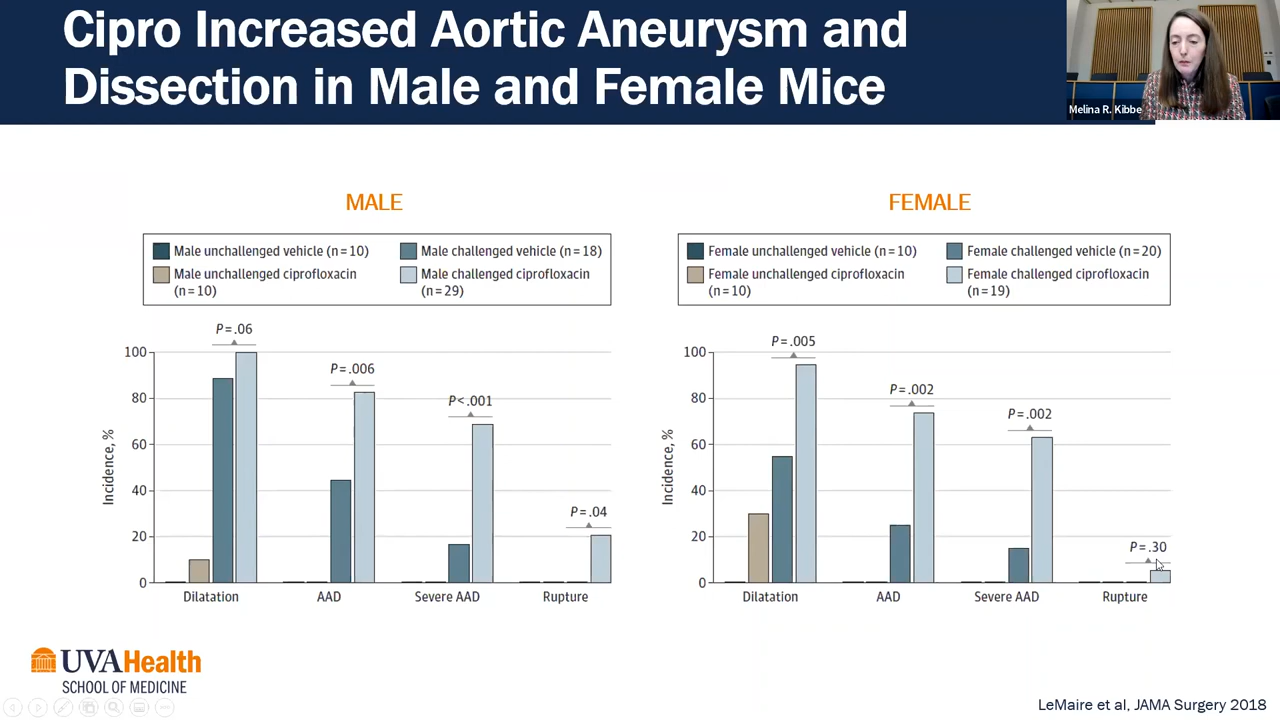 Cipro Increased Aortic Aneurysm and
Dissection in Male and Female Mice
Melina R. Kibbe
MALE
Male unchallenged vehicle (n=10)
Male challenged vehicle (n=18)
Male unchallenged ciprofloxacin
(n=10)
Male challenged ciprofloxacin
(n=29)
P=.06
P=.006
P<.001
P=.04
100
80
60
40
20
0
Incidence, %
Dilatation
AAD
Severe AAD
Rupture
FEMALE
Female unchallenged vehicle (n=10)
Female challenged vehicle (n=20)
Female unchallenged ciprofloxacin
(n=10)
Female challenged ciprofloxacin
(n=19)
P=.005
P=.002
P=.002
P=.30
100
80
60
40
20
0
Incidence, %
Dilatation
AAD
Severe AAD
Rupture
UVAHealth
SCHOOL OF MEDICINE
LeMaire et al, JAMA Surgery 2018